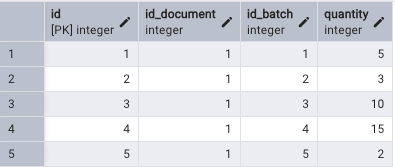 id id_document id_batch quantity
[PK] integer integer integer integer
1 1 1 1 5
2 2 1 2 3
3 3 1 3 10
4 4 1 4 15
5 5 1 5 2